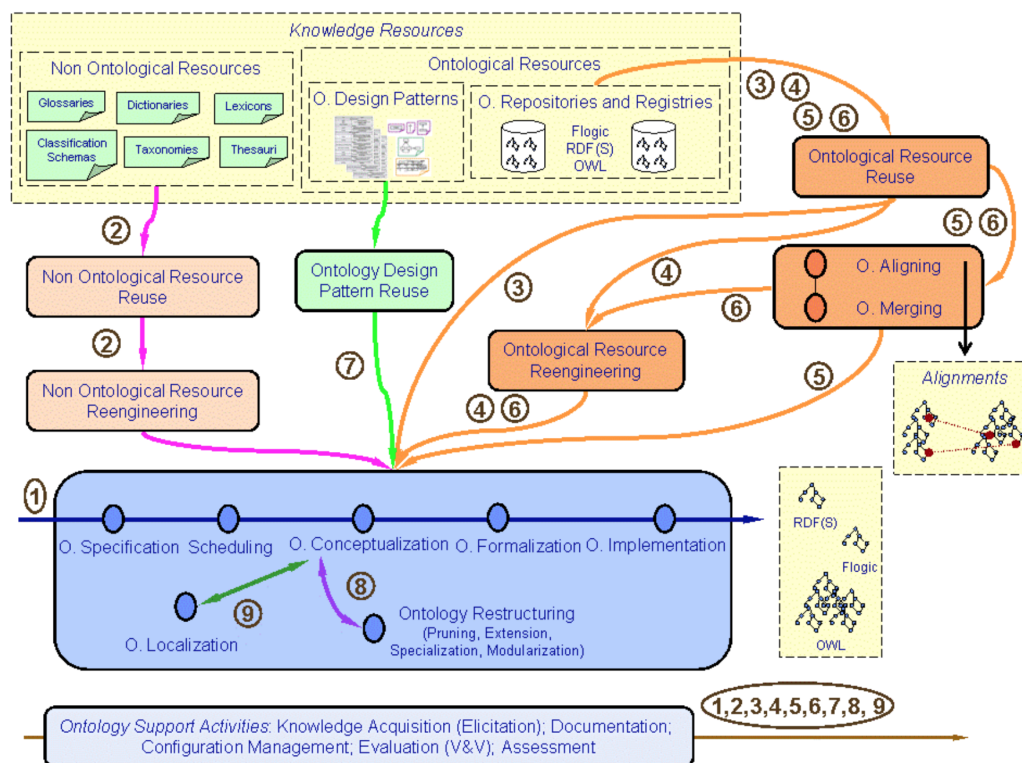 Knowledge Resources
Non Ontological Resources
Glossaries
Dictionaries
Lexicons
Classification
Schemas
Taxonomies
Thesauri
Ontological Resources
O. Design Patterns
O. Repositories and Registries
Flogic
RDF(S)
OWL
3 4
5 6
Ontological Resource
Reuse
2
5 6
Non Ontological Resource
Reuse
Ontology Design
Pattern Reuse
3
4
O. Aligning
O. Merging
6
2
7
Ontological Resource
Reengineering
5
Non Ontological Resource
Reengineering
4 6
Alignments
1
O. Specification
Scheduling
O. Conceptualization
O. Formalization
O. Implementation
9
8
O. Localization
Ontology Restructuring
(Pruning, Extension,
Specialization, Modularization)
RDF(S)
Flogic
OWL
Ontology Support Activities: Knowledge Acquisition (Elicitation); Documentation;
Configuration Management; Evaluation (V&V); Assessment
1,2,3,4,5,6,7,8, 9